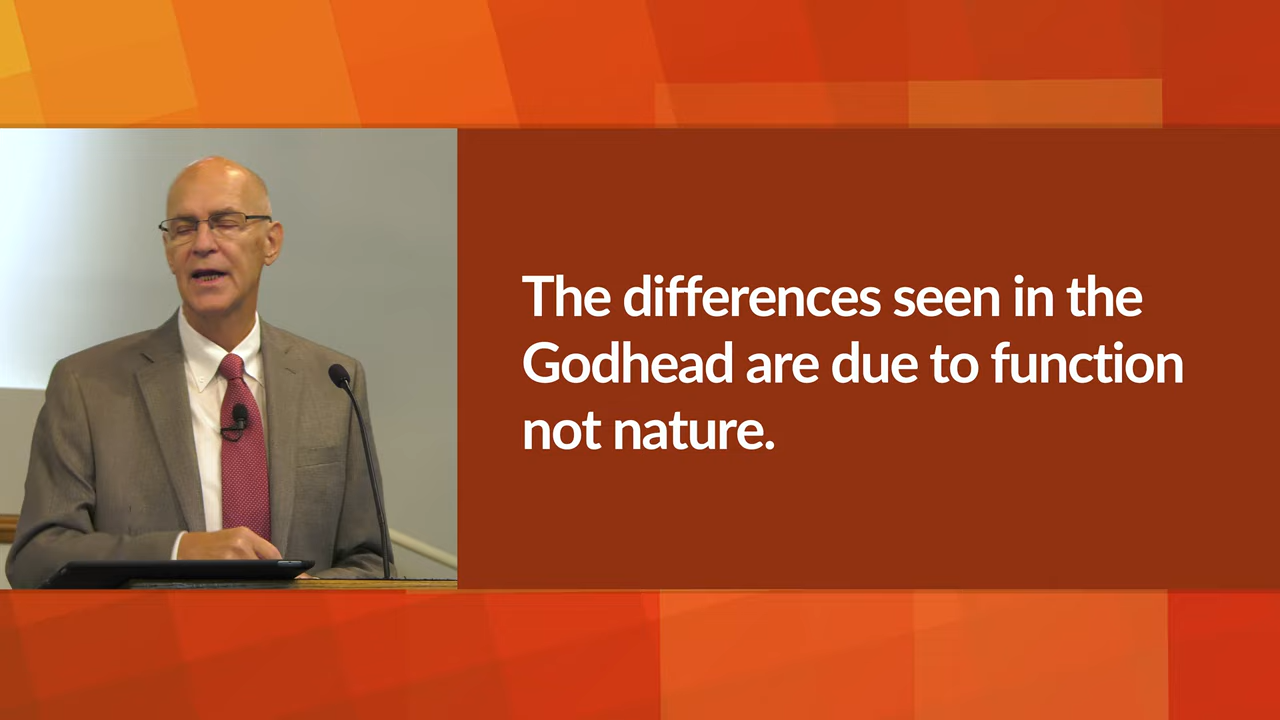 The differences seen in the
Godhead are due to function
not nature.